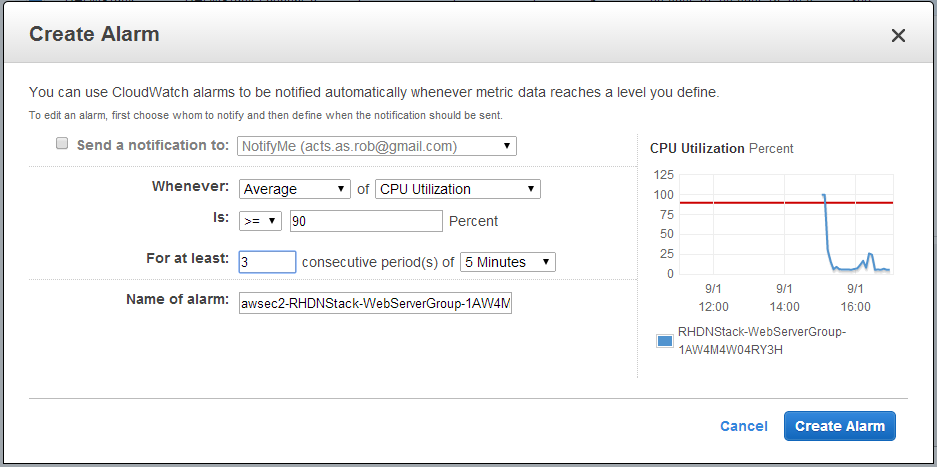 Create Alarm
You can use CloudWatch alarms to be notified automatically whenever metric data reaches a level you define.
To edit an alarm, first choose whom to notify and then define when the notification should be sent.
Send a notification to: NotifyMe (acts.as.rob@gmail.com)
Whenever: Average of CPU Utilization
Is: >= 90 Percent
For at least: 3 consecutive period(s) of 5 Minutes
Name of alarm: awsec2-RHDNStack-WebServerGroup-1AW4M
CPU Utilization Percent
125
100
75
50
25
0
9/1 9/1 9/1
12:00 14:00 16:00
RHDNStack-WebServerGroup-
1AW4M4W04RY3H
Cancel Create Alarm